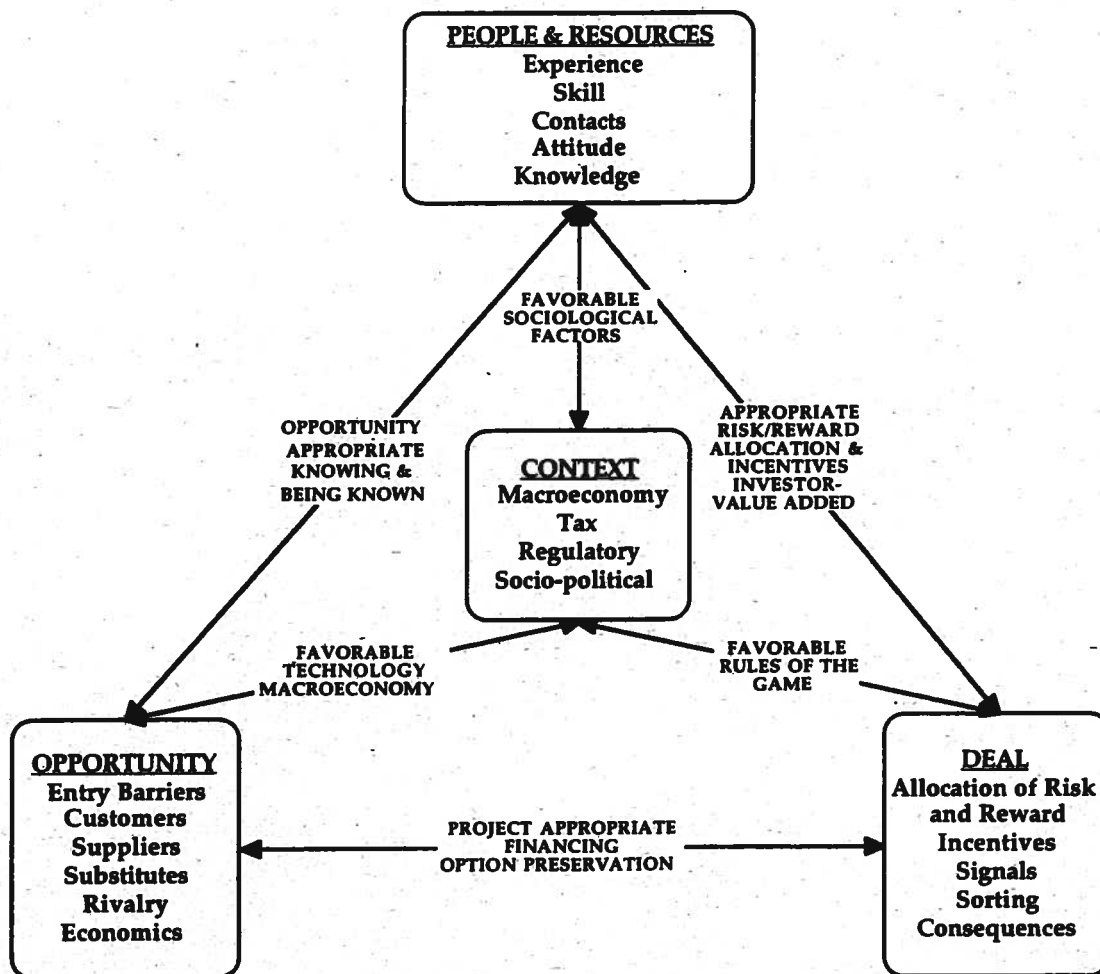 PEOPLE & RESOURCES
Experience
Skill
Contacts
Attitude
Knowledge
FAVORABLE
SOCIOLOGICAL
FACTORS
OPPORTUNITY
APPROPRIATE
KNOWING &
BEING KNOWN
APPROPRIATE
RISK/REWARD
ALLOCATION &
INCENTIVES
INVESTOR-
VALUE ADDED
CONTEXT
Macroeconomy
Tax
Regulatory
Socio-political
FAVORABLE
TECHNOLOGY
MACROECONOMY
FAVORABLE
RULES OF THE
GAME
OPPORTUNITY
Entry Barriers
Customers
Suppliers
Substitutes
Rivalry
Economics
PROJECT APPROPRIATE
FINANCING
OPTION PRESERVATION
DEAL
Allocation of Risk
and Reward
Incentives
Signals
Sorting
Consequences